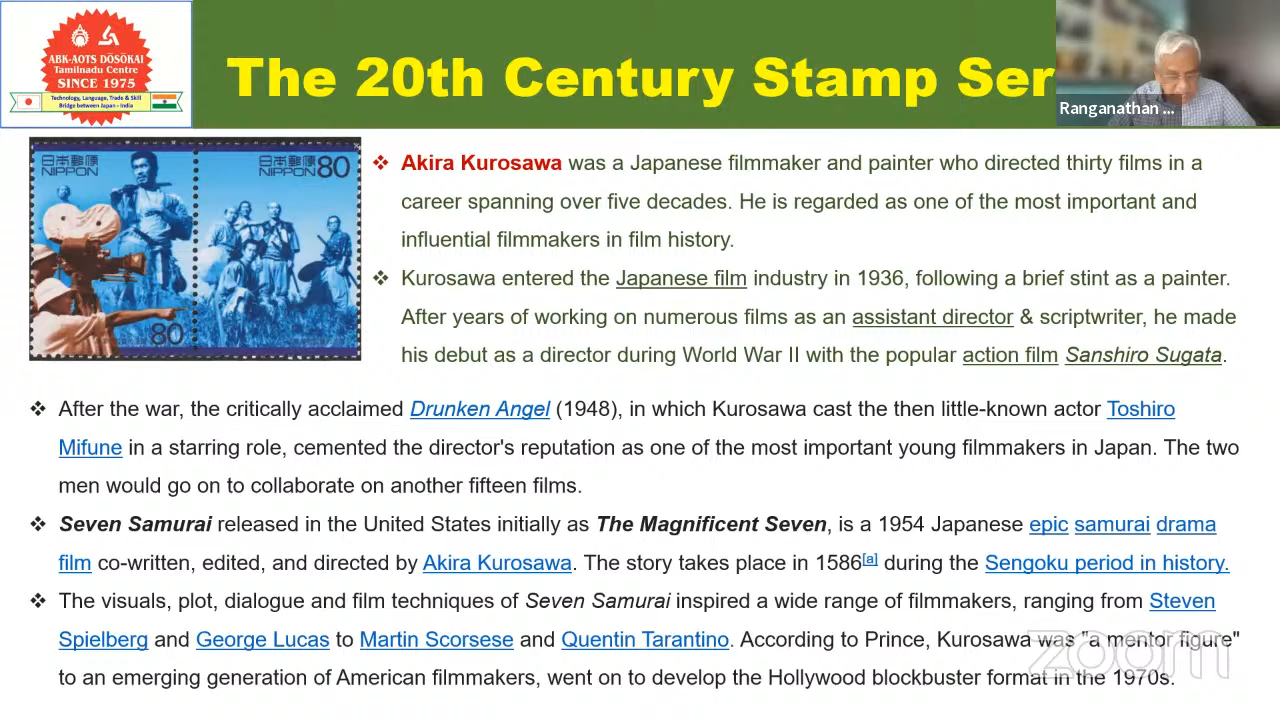 ABK-AOTS DŌSŌKAI
Tamilnadu Centre
SINCE 1975
Technology, Language, Trade & Skill
Bridge between Japan - India
The 20th Century Stamp Ser
Ranganathan ...
日本郵便
NIPPON
80
日本郵便
NIPPON 80
❖ Akira Kurosawa was a Japanese filmmaker and painter who directed thirty films in a
career spanning over five decades. He is regarded as one of the most important and
influential filmmakers in film history.
❖ Kurosawa entered the Japanese film industry in 1936, following a brief stint as a painter.
After years of working on numerous films as an assistant director & scriptwriter, he made
his debut as a director during World War II with the popular action film Sanshiro Sugata.
❖ After the war, the critically acclaimed Drunken Angel (1948), in which Kurosawa cast the then little-known actor Toshiro
Mifune in a starring role, cemented the director's reputation as one of the most important young filmmakers in Japan. The two
men would go on to collaborate on another fifteen films.
❖ Seven Samurai released in the United States initially as The Magnificent Seven, is a 1954 Japanese epic samurai drama
film co-written, edited, and directed by Akira Kurosawa. The story takes place in 1586[a] during the Sengoku period in history.
❖ The visuals, plot, dialogue and film techniques of Seven Samurai inspired a wide range of filmmakers, ranging from Steven
Spielberg and George Lucas to Martin Scorsese and Quentin Tarantino. According to Prince, Kurosawa was "a mentor figure"
to an emerging generation of American filmmakers, went on to develop the Hollywood blockbuster format in the 1970s.
zoom